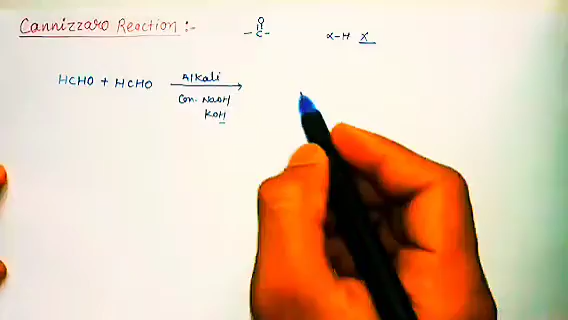 Cannizzaro Reaction :-
O
-C-
α-H X
HCHO + HCHO
Alkali
Con. NaOH/
KOH